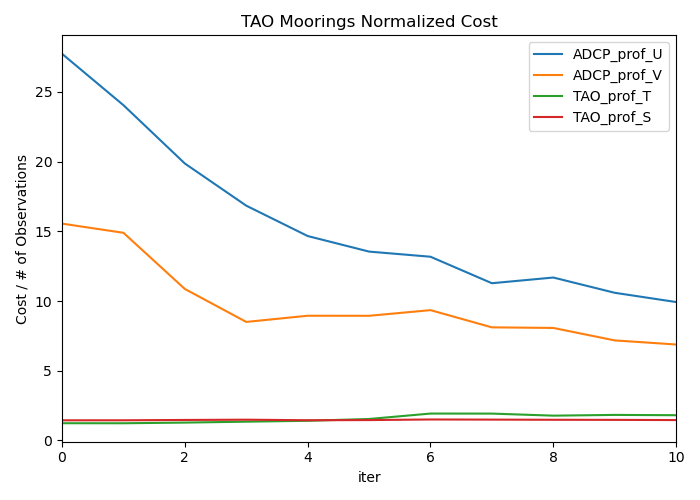 TAO Moorings Normalized Cost
ADCP_prof_U
ADCP_prof_V
TAO_prof_T
TAO_prof_S
Cost / # of Observations
25
20
15
10
5
0
0 2 4 6 8 10
iter